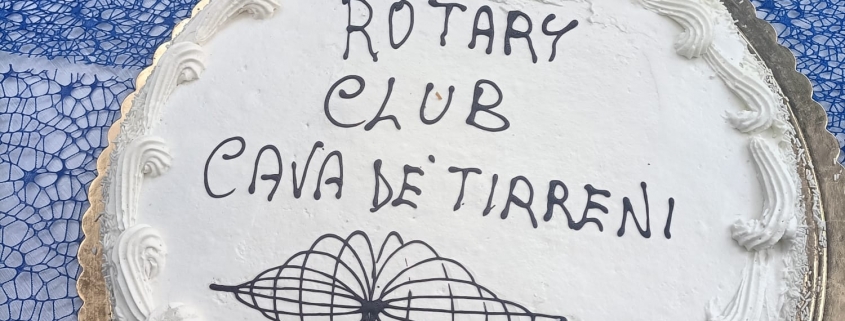 ROTARY
CLUB
CAVA DE' TIRRENI